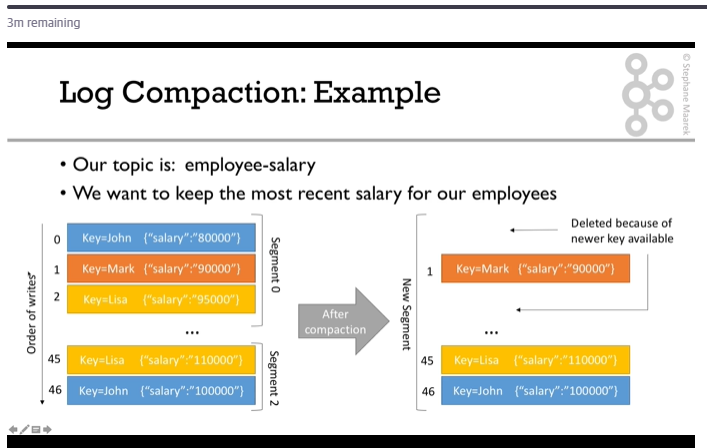 3m remaining
Log Compaction: Example
© Stephane Maarek
• Our topic is: employee-salary
• We want to keep the most recent salary for our employees
Order of writes
0
Key=John {"salary":"80000"}
1
Key=Mark {"salary":"90000"}
2
Key=Lisa {"salary":"95000"}
Segment 0
...
45
Key=Lisa {"salary":"110000"}
46
Key=John {"salary":"100000"}
Segment 2
After
compaction
New Segment
Deleted because of
newer key available
1
Key=Mark {"salary":"90000"}
...
45
Key=Lisa {"salary":"110000"}
46
Key=John {"salary":"100000"}